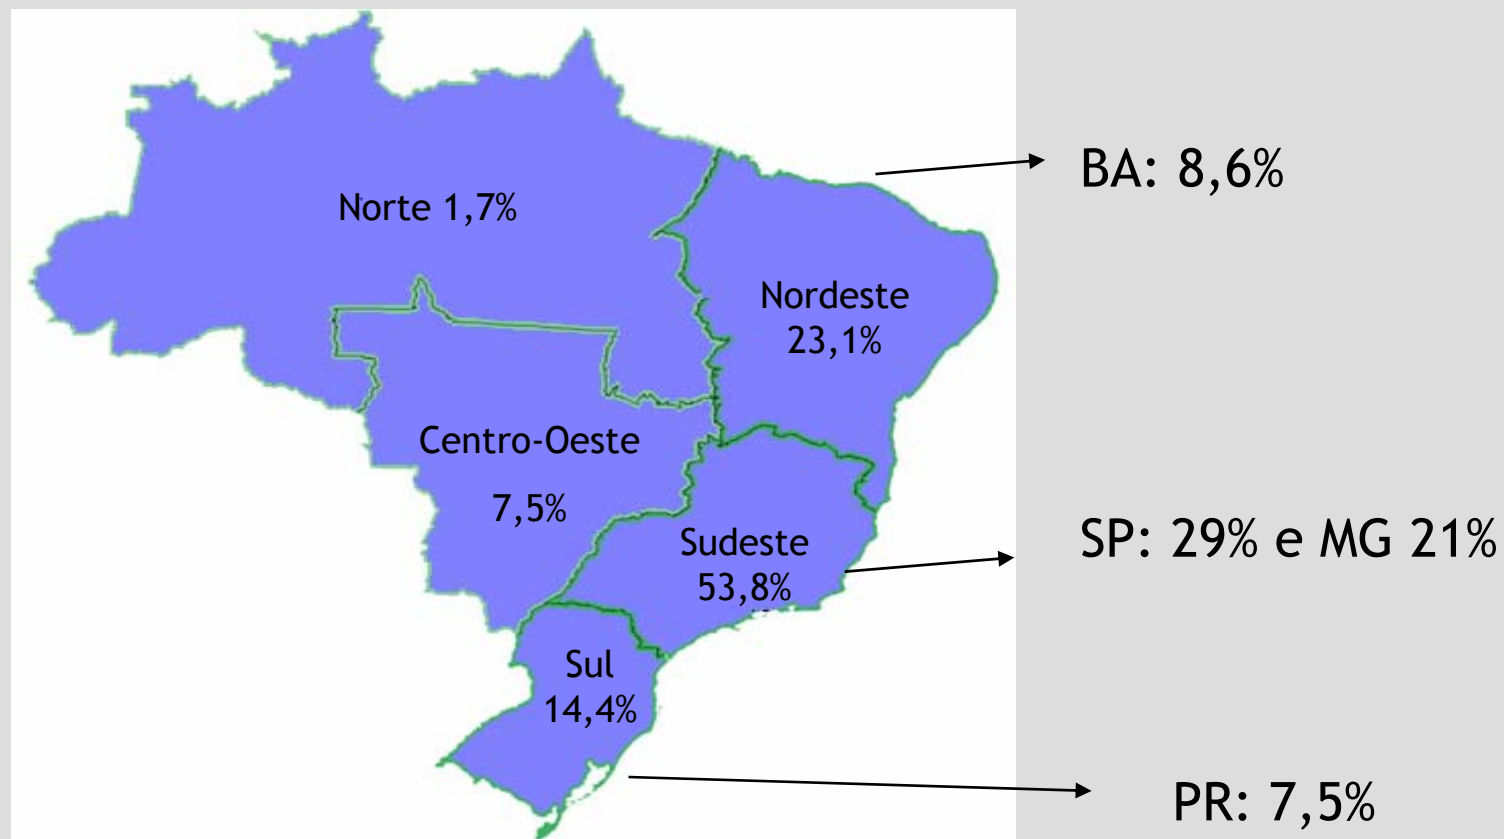 BA: 8,6%
Norte 1,7%
Nordeste
23,1%
Centro-Oeste
7,5%
Sudeste
53,8%
SP: 29% e MG 21%
Sul
14,4%
PR: 7,5%